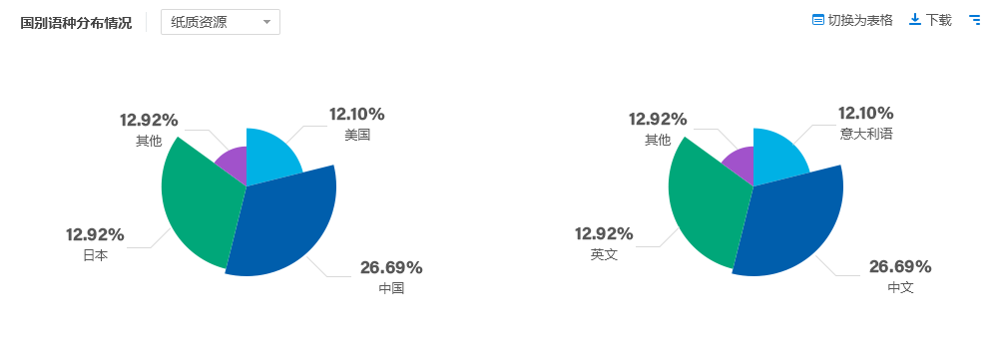 国别语种分布情况
纸质资源
切换为表格
下载
12.92%
其他
12.10%
美国
12.92%
日本
26.69%
中国
12.92%
其他
12.10%
意大利语
12.92%
英文
26.69%
中文